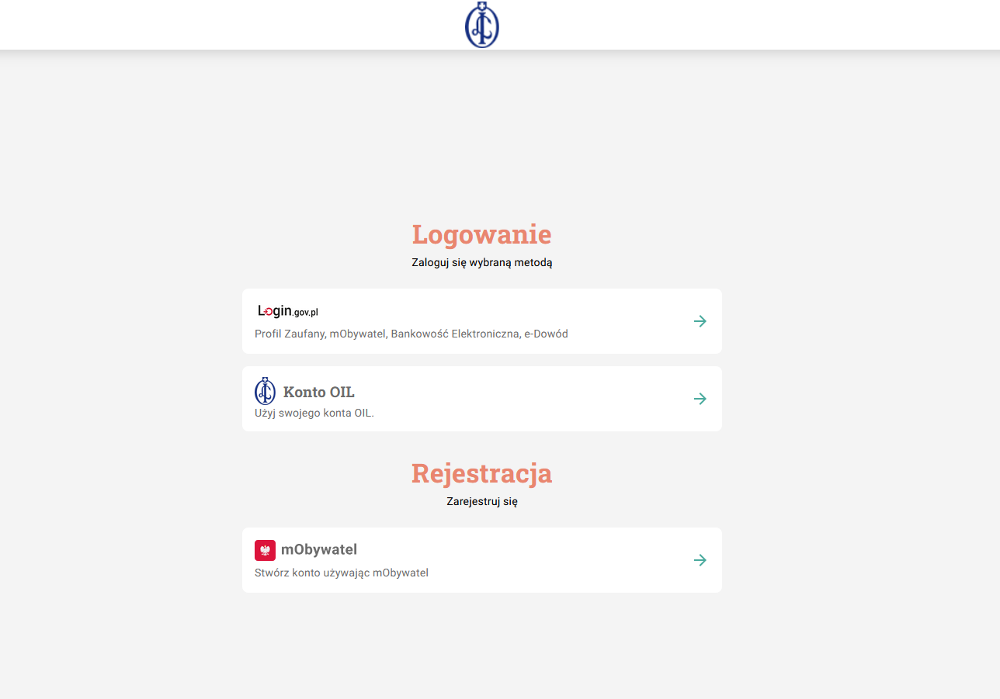 Logowanie
Zaloguj się wybraną metodą
Login.gov.pl
Profil Zaufany, mObywatel, Bankowość Elektroniczna, e-Dowód
Konto OIL
Użyj swojego konta OIL.
Rejestracja
Zarejestruj się
mObywatel
Stwórz konto używając mObywatel